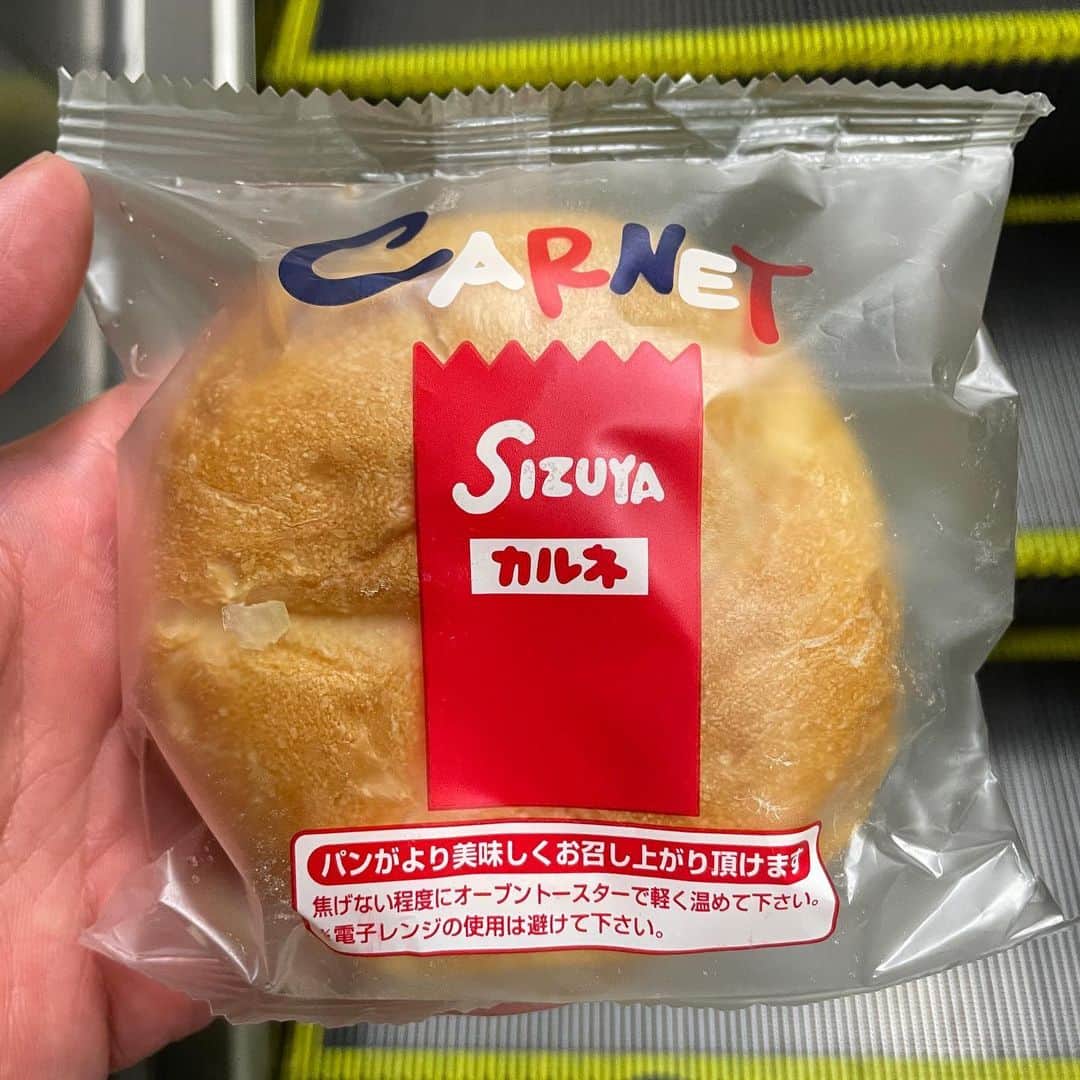 CARNET
SIZUYA
カルネ
パンがより美味しくお召し上がり頂けます
焦げない程度にオーブントースターで軽く温めて下さい。
※電子レンジの使用は避けて下さい。